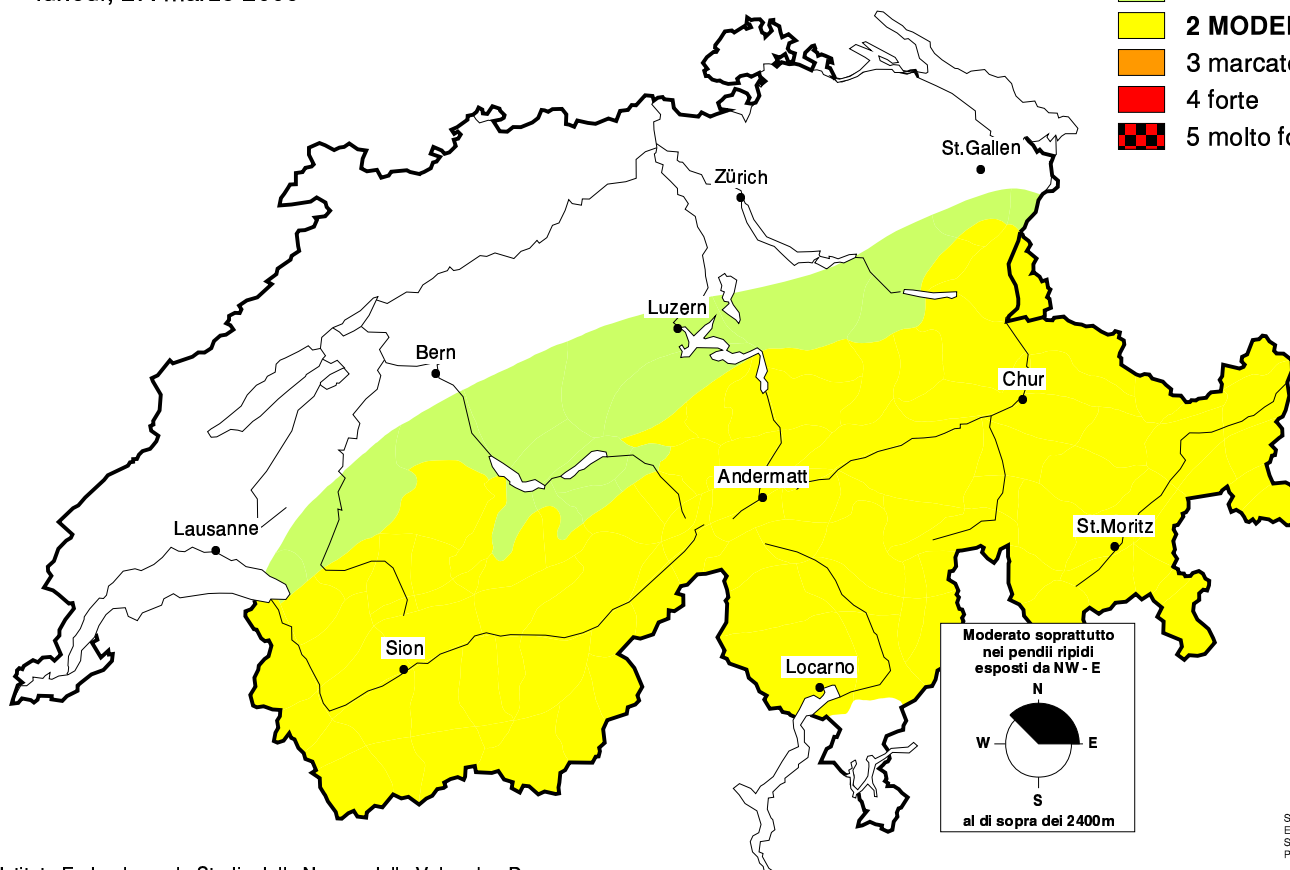 2 MODE
3 marcato
4 forte
5 molto
St.Gallen
Zürich
Luzern
Bern
Chur
Andermatt
Lausanne
St.Moritz
Sion
Locarno
Moderato soprattutto
nei pendii ripidi
esposti da NW - E
N
W
E
S
al di sopra dei 2400m